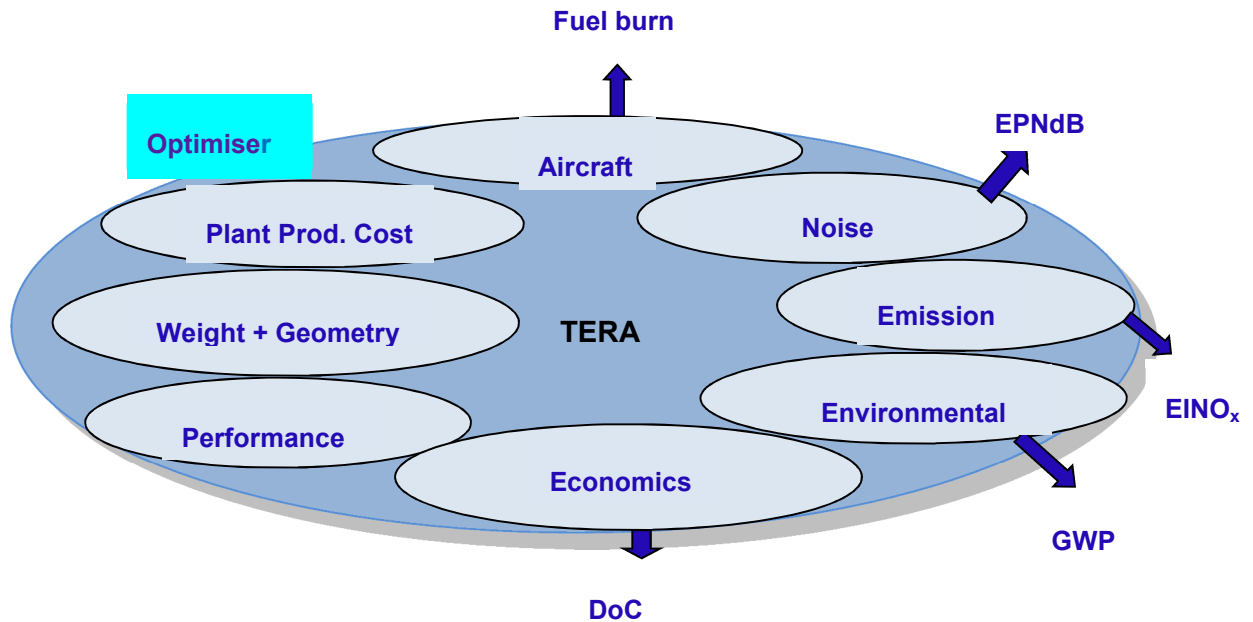 Fuel burn
EPNdB
Optimiser
Aircraft
Plant Prod. Cost
Noise
Weight + Geometry
TERA
Emission
EINOₓ
Performance
Environmental
Economics
GWP
DoC